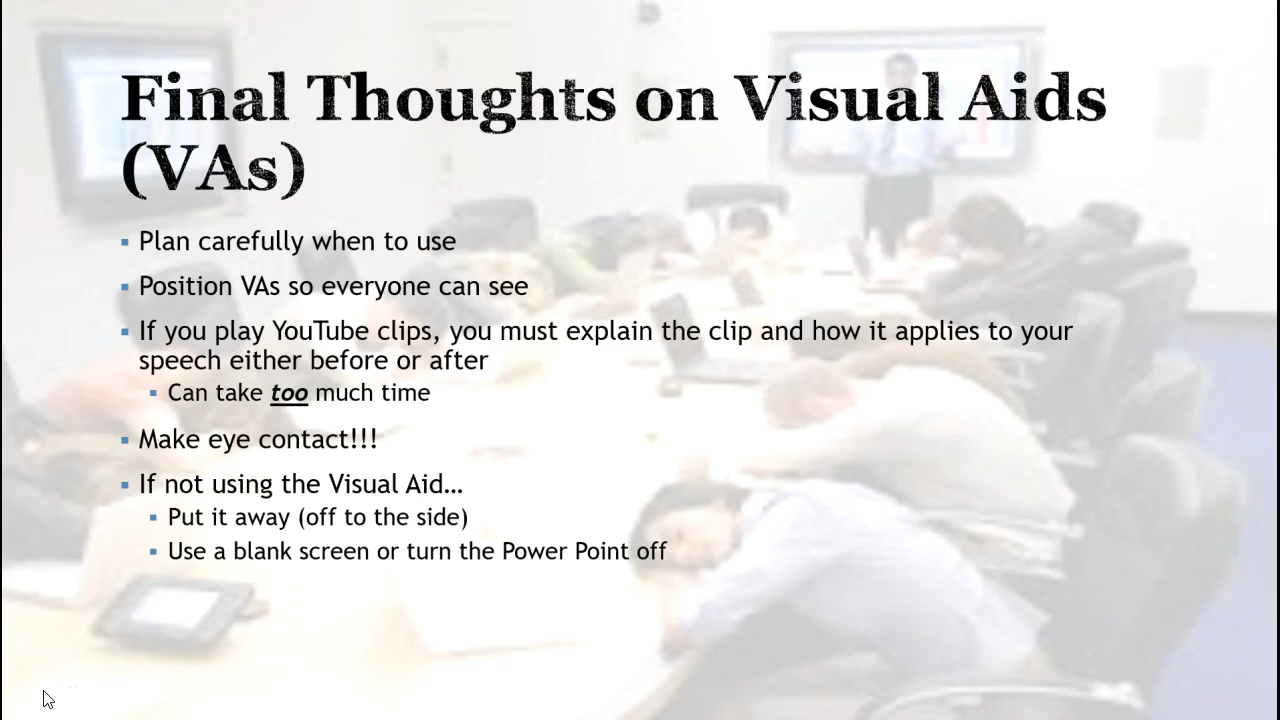 Final Thoughts on Visual Aids
(VAs)
Plan carefully when to use
Position VAs so everyone can see
If you play YouTube clips, you must explain the clip and how it applies to your
speech either before or after
Can take too much time
Make eye contact!!!
If not using the Visual Aid…
Put it away (off to the side)
Use a blank screen or turn the Power Point off